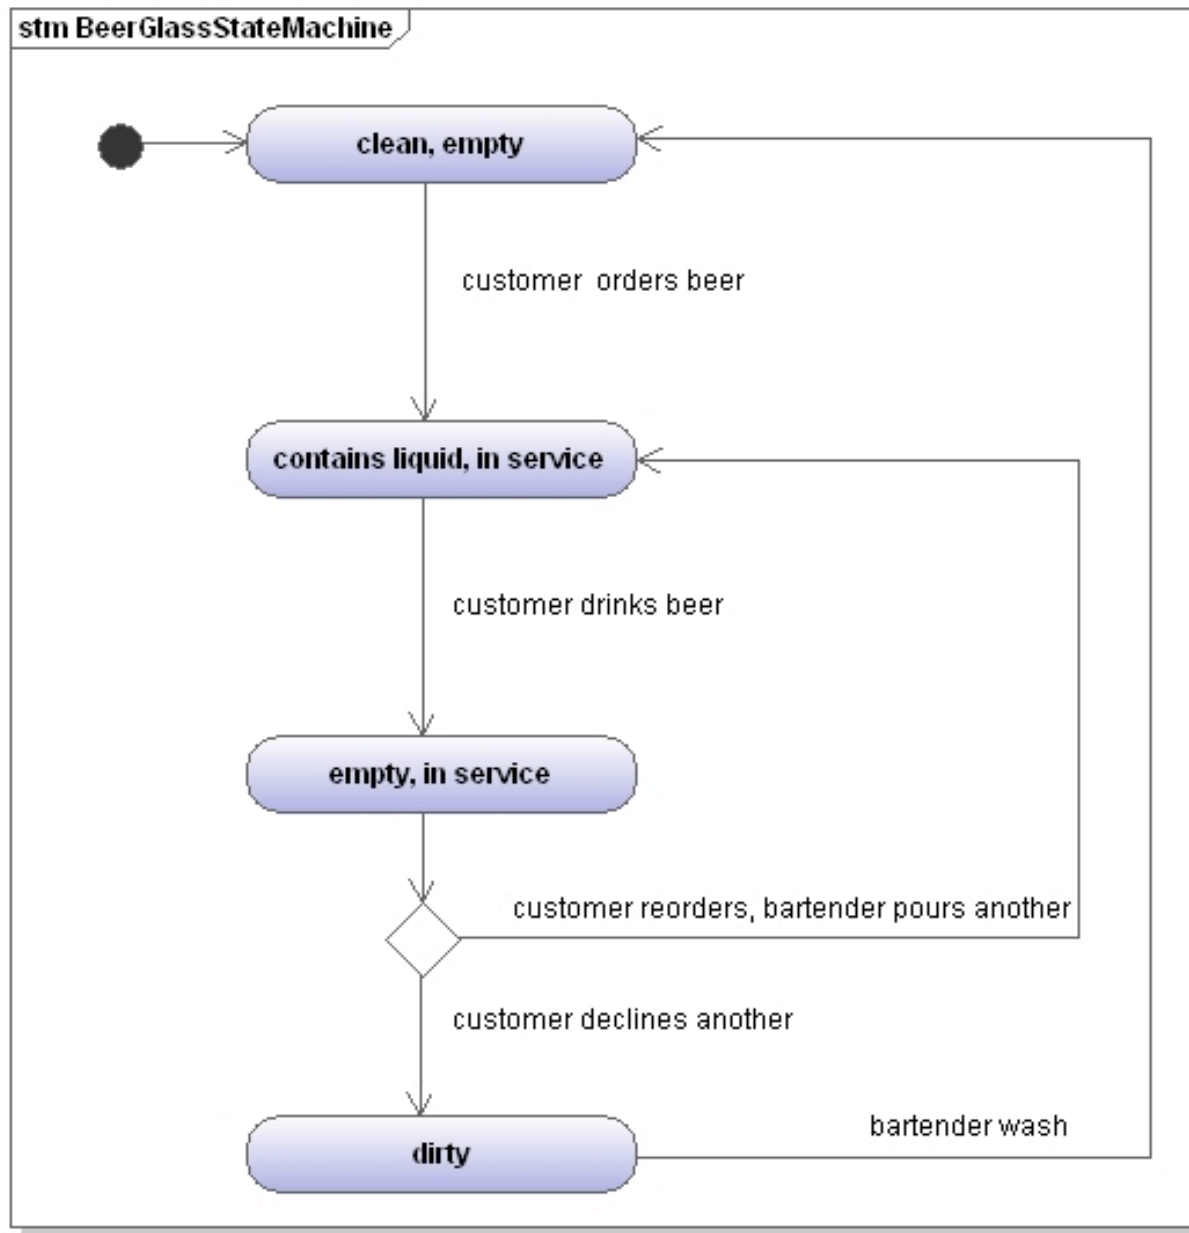 stm BeerGlassStateMachine
clean, empty
customer orders beer
contains liquid, in service
customer drinks beer
empty, in service
customer reorders, bartender pours another
customer declines another
bartender wash
dirty